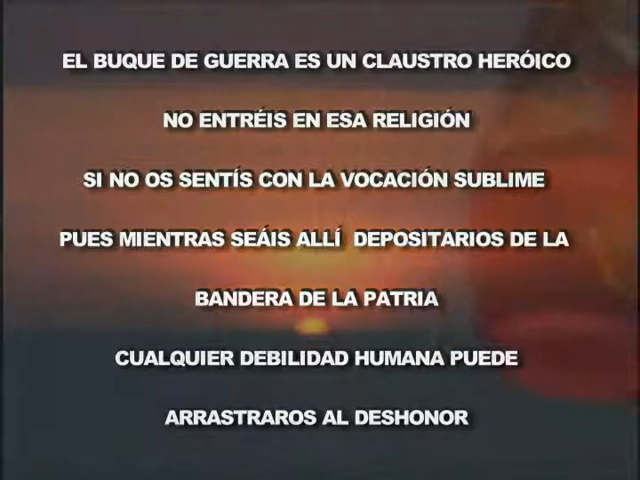 EL BUQUE DE GUERRA ES UN CLAUSTRO HERÓICO
NO ENTRÉIS EN ESA RELIGIÓN
SI NO OS SENTÍS CON LA VOCACIÓN SUBLIME
PUES MIENTRAS SEÁIS ALLÍ DEPOSITARIOS DE LA
BANDERA DE LA PATRIA
CUALQUIER DEBILIDAD HUMANA PUEDE
ARRASTRAROS AL DESHONOR